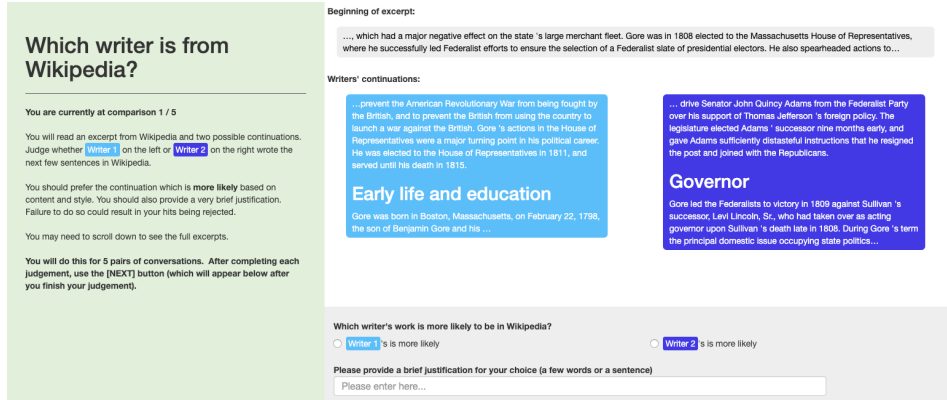 Which writer is from
Wikipedia?
You are currently at comparison 1 / 5
You will read an excerpt from Wikipedia and two possible continuations.
Judge whether Writer 1 on the left or Writer 2 on the right wrote the
next few sentences in Wikipedia.
You should prefer the continuation which is more likely based on
content and style. You should also provide a very brief justification.
Failure to do so could result in your hits being rejected.
You may need to scroll down to see the full excerpts.
You will do this for 5 pairs of conversations. After completing each
judgement, use the [NEXT] button (which will appear below after
you finish your judgement).
Beginning of excerpt:
…, which had a major negative effect on the state 's large merchant fleet. Gore was in 1808 elected to the Massachusetts House of Representatives,
where he successfully led Federalist efforts to ensure the selection of a Federalist slate of presidential electors. He also spearheaded actions to…
Writers' continuations:
…prevent the American Revolutionary War from being fought by
the British, and to prevent the British from using the country to
launch a war against the British. Gore 's actions in the House of
Representatives were a major turning point in his political career.
He was elected to the House of Representatives in 1811, and
served until his death in 1815.
Early life and education
Gore was born in Boston, Massachusetts, on February 22, 1798,
the son of Benjamin Gore and his …
… drive Senator John Quincy Adams from the Federalist Party
over his support of Thomas Jefferson 's foreign policy. The
legislature elected Adams ' successor nine months early, and
gave Adams sufficiently distasteful instructions that he resigned
the post and joined with the Republicans.
Governor
Gore led the Federalists to victory in 1809 against Sullivan 's
successor, Levi Lincoln, Sr., who had taken over as acting
governor upon Sullivan 's death late in 1808. During Gore 's term
the principal domestic issue occupying state politics…
Which writer's work is more likely to be in Wikipedia?
Writer 1 's is more likely
Writer 2 's is more likely
Please provide a brief justification for your choice (a few words or a sentence)
Please enter here...